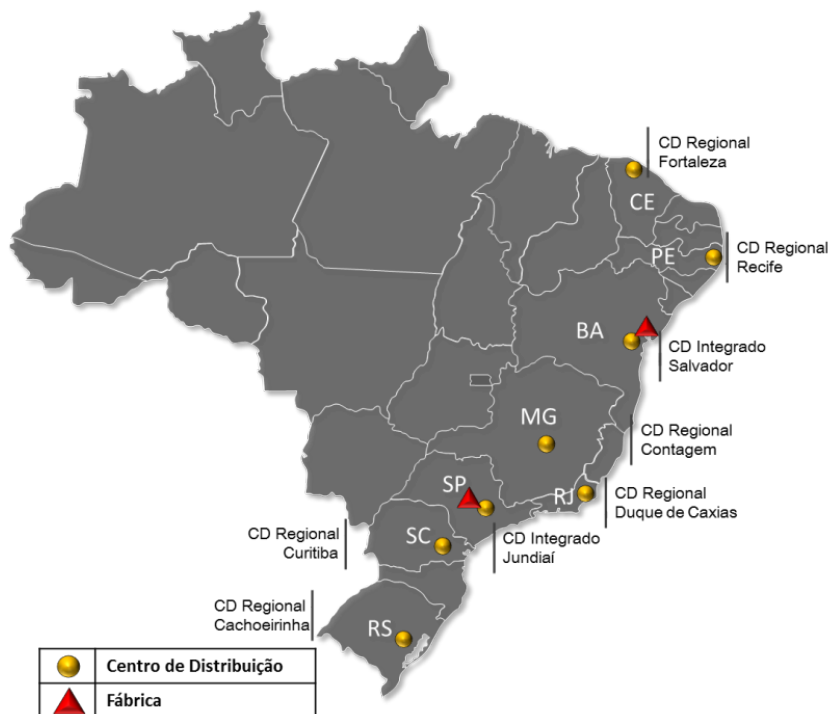 CD Regional
Fortaleza
CE
PE
CD Regional
Recife
BA
CD Integrado
Salvador
MG
CD Regional
Contagem
SP
RJ
CD Regional
Duque de Caxias
CD Regional
Curitiba
SC
CD Integrado
Jundiaí
CD Regional
Cachoeirinha
RS
Centro de Distribuição
Fábrica